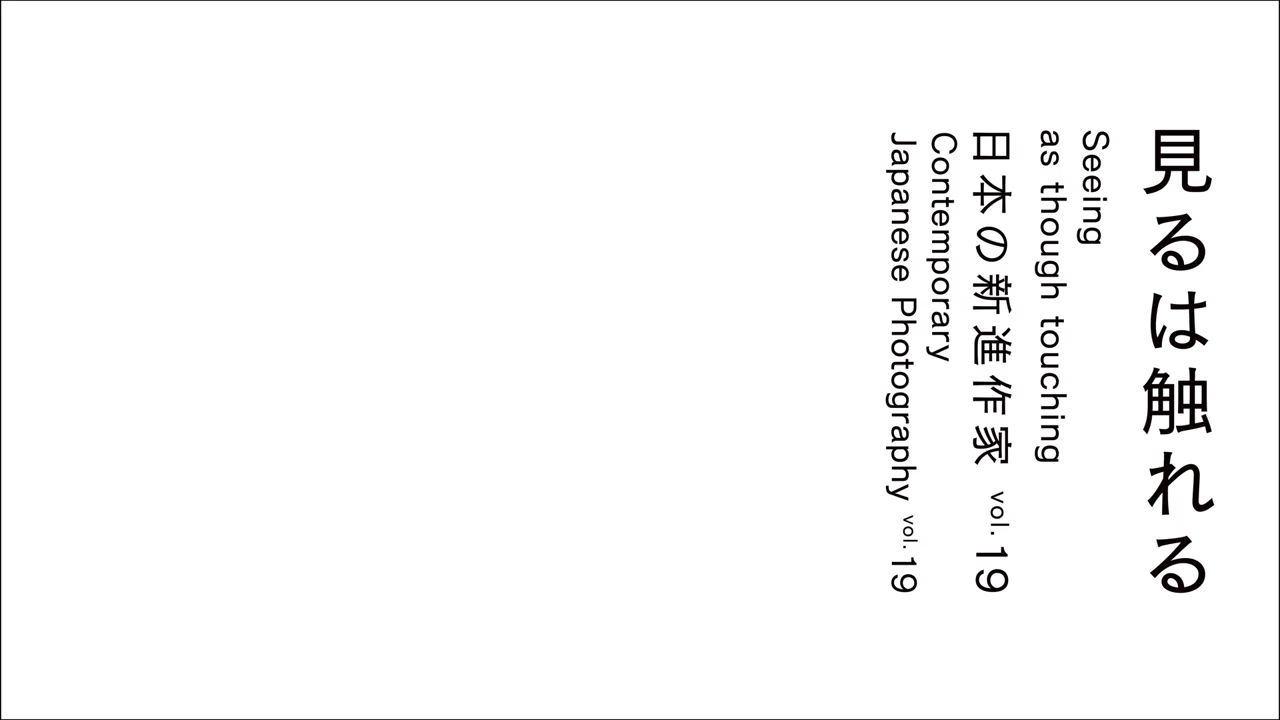 見るは触れる
Seeing
as though touching
日本の新進作家 vol. 19
Contemporary
Japanese Photography vol. 19